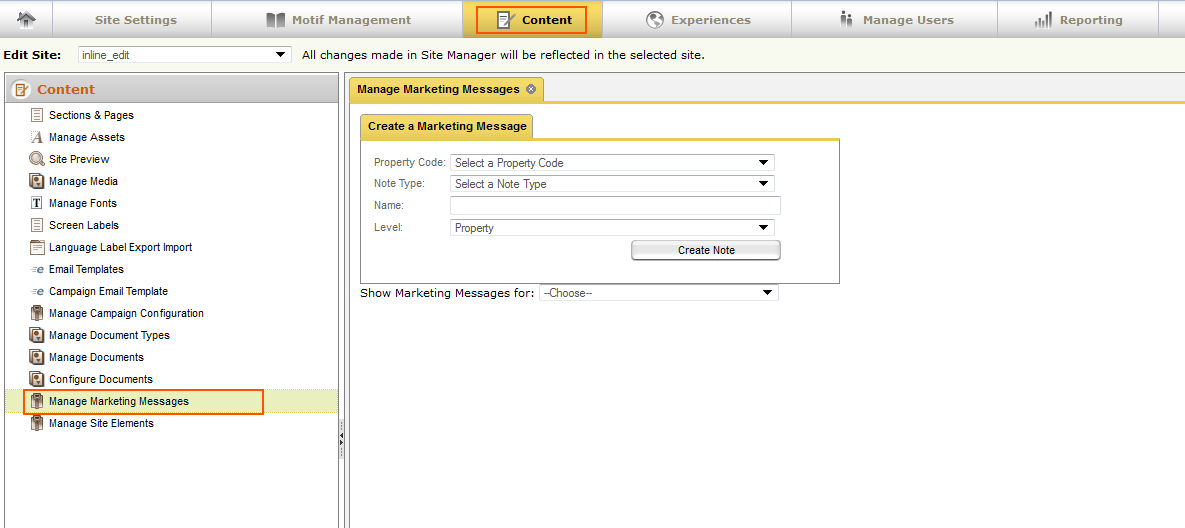 Site Settings
Motif Management
Content
Experiences
Manage Users
Reporting
Edit Site:
inline_edit
All changes made in Site Manager will be reflected in the selected site.
Content
Sections & Pages
Manage Assets
Site Preview
Manage Media
Manage Fonts
Screen Labels
Language Label Export Import
Email Templates
Campaign Email Template
Manage Campaign Configuration
Manage Document Types
Manage Documents
Configure Documents
Manage Marketing Messages
Manage Site Elements
Manage Marketing Messages
Create a Marketing Message
Property Code: Select a Property Code
Note Type: Select a Note Type
Name:
Level: Property
Create Note
Show Marketing Messages for: --Choose--